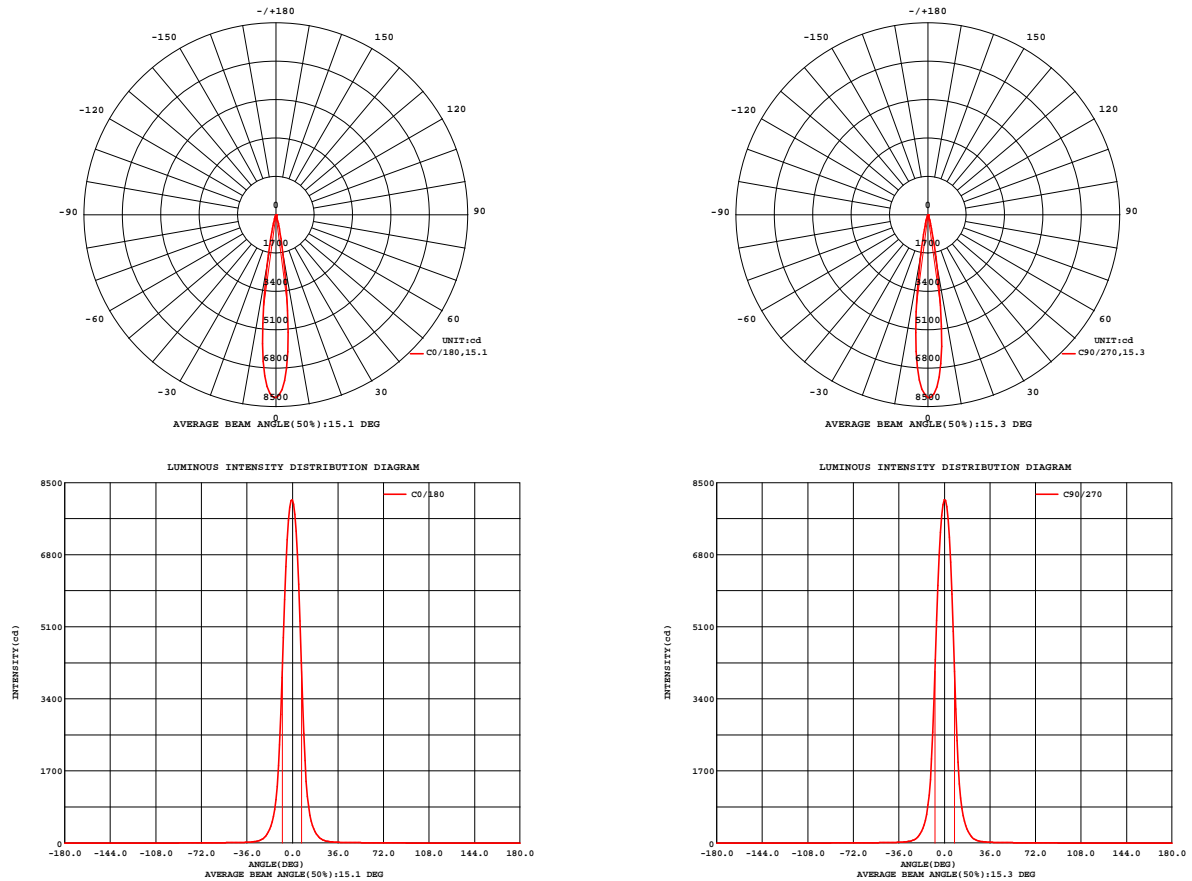 -/+180
-150
150
-120
120
-90
90
-60
60
-30
30
0
1700
3400
5100
6800
8500
0
UNIT:cd
C0/180,15.1
AVERAGE BEAM ANGLE(50%):15.1 DEG
-/+180
-150
150
-120
120
-90
90
-60
60
-30
30
0
1700
3400
5100
6800
8500
0
UNIT:cd
C90/270,15.3
AVERAGE BEAM ANGLE(50%):15.3 DEG
LUMINOUS INTENSITY DISTRIBUTION DIAGRAM
C0/180
INTENSITY(cd)
8500
6800
5100
3400
1700
0
-180.0 -144.0 -108.0 -72.0 -36.0 0.0 36.0 72.0 108.0 144.0 180.0
ANGLE(DEG)
AVERAGE BEAM ANGLE(50%):15.1 DEG
LUMINOUS INTENSITY DISTRIBUTION DIAGRAM
C90/270
INTENSITY(cd)
8500
6800
5100
3400
1700
0
-180.0 -144.0 -108.0 -72.0 -36.0 0.0 36.0 72.0 108.0 144.0 180.0
ANGLE(DEG)
AVERAGE BEAM ANGLE(50%):15.3 DEG